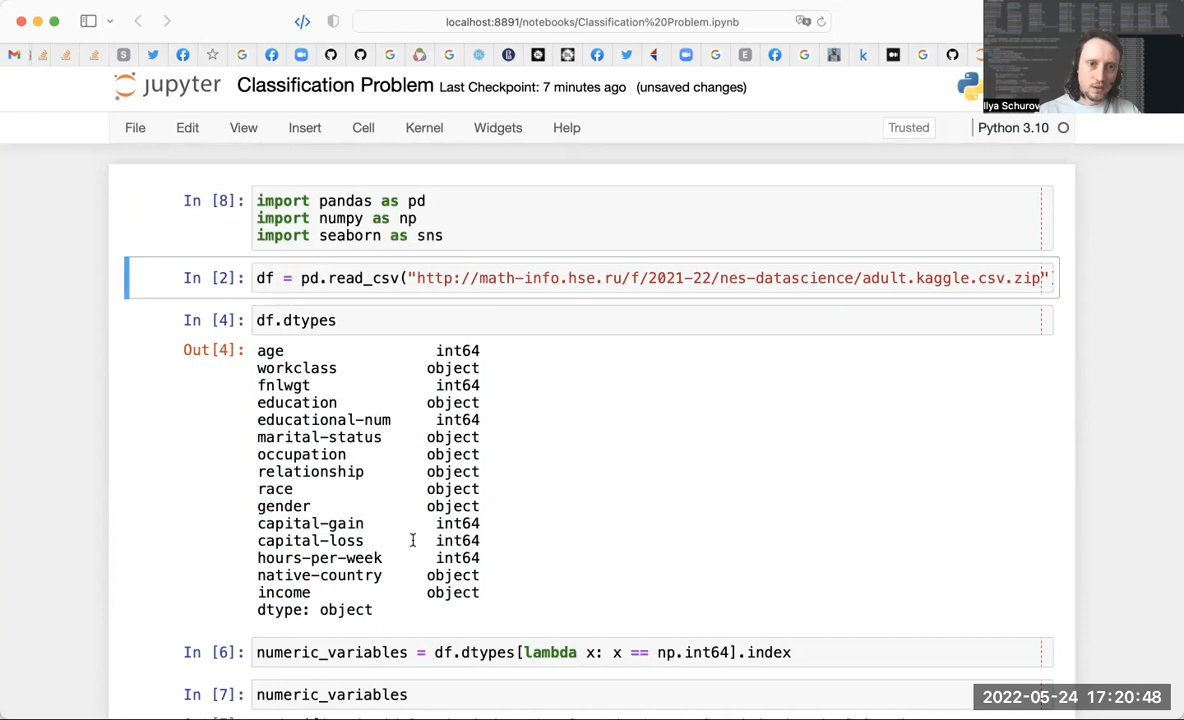 localhost:8891/notebooks/Classification%20Problem.ipynb
jupyter Classification Problem Last Checkpoint: 7 minutes ago (unsaved changes)
Ilya Schurov
File Edit View Insert Cell Kernel Widgets Help Trusted Python 3.10
In [8]: import pandas as pd
import numpy as np
import seaborn as sns
In [2]: df = pd.read_csv("http://math-info.hse.ru/f/2021-22/nes-datascience/adult.kaggle.csv.zip"
In [4]: df.dtypes
Out[4]: age int64
workclass object
fnlwgt int64
education object
educational-num int64
marital-status object
occupation object
relationship object
race object
gender object
capital-gain int64
capital-loss int64
hours-per-week int64
native-country object
income object
dtype: object
In [6]: numeric_variables = df.dtypes[lambda x: x == np.int64].index
In [7]: numeric_variables
2022-05-24 17:20:48